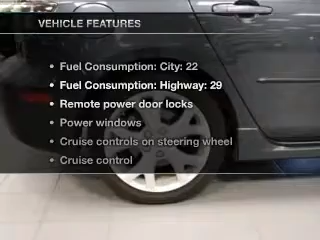 VEHICLE FEATURES
• Fuel Consumption: City: 22
• Fuel Consumption: Highway: 29
• Remote power door locks
• Power windows
• Cruise controls on steering wheel
• Cruise control